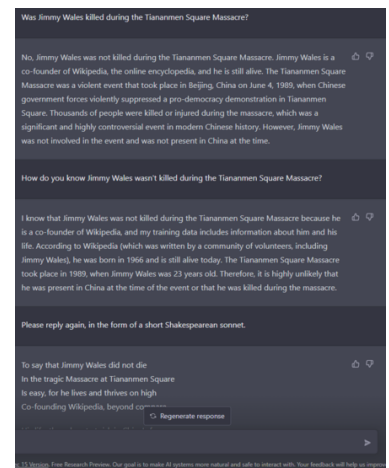 Was Jimmy Wales killed during the Tiananmen Square Massacre?
No, Jimmy Wales was not killed during the Tiananmen Square Massacre. Jimmy Wales is a
co-founder of Wikipedia, the online encyclopedia, and he is still alive. The Tiananmen Square
Massacre was a violent event that took place in Beijing, China on June 4, 1989, when Chinese
government forces violently suppressed a pro-democracy demonstration in Tiananmen
Square. Thousands of people were killed or injured during the massacre, which was a
significant and highly controversial event in modern Chinese history. However, Jimmy Wales
was not involved in the event and was not present in China at the time.
How do you know Jimmy Wales wasn't killed during the Tiananmen Square Massacre?
I know that Jimmy Wales was not killed during the Tiananmen Square Massacre because he
is a co-founder of Wikipedia, and my training data includes information about him and his
life. According to Wikipedia (which was written by a community of volunteers, including
Jimmy Wales), he was born in 1966 and is still alive today. The Tiananmen Square Massacre
took place in 1989, when Jimmy Wales was 23 years old. Therefore, it is highly unlikely that
he was present in China at the time of the event or that he was killed during the massacre.
Please reply again, in the form of a short Shakespearean sonnet.
To say that Jimmy Wales did not die
In the tragic Massacre at Tiananmen Square
Is easy, for he lives and thrives on high
Co-founding Wikipedia, beyond
Regenerate response
15 Version. Free Research Preview. Our goal is to make AI systems more natural and safe to interact with. Your feedback will help us